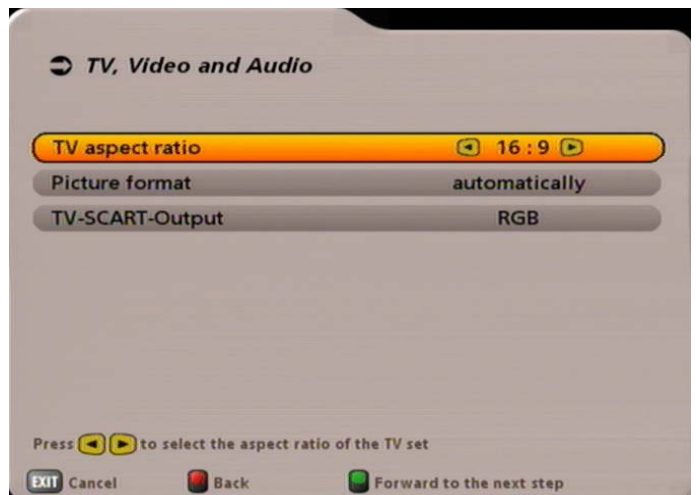 TV, Video and Audio
TV aspect ratio 16 : 9
Picture format automatically
TV-SCART-Output RGB
Press to select the aspect ratio of the TV set
EXIT Cancel Back Forward to the next step